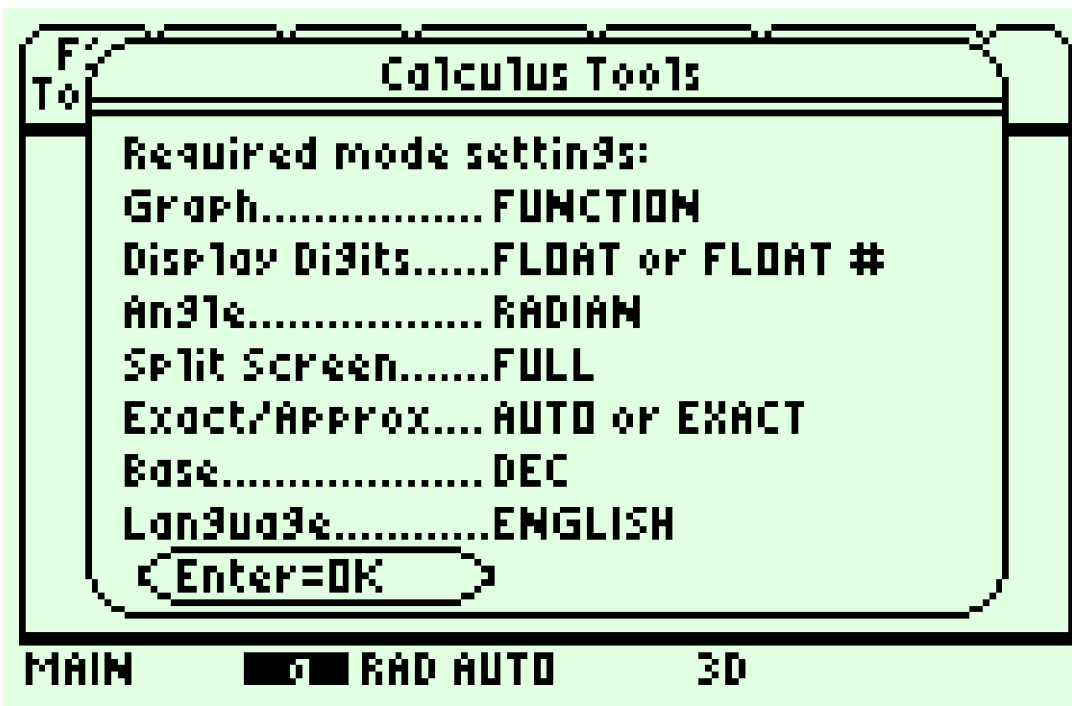 F
To
Calculus Tools
Required mode settings:
Graph.................FUNCTION
Display Digits......FLOAT or FLOAT #
Angle..................RADIAN
Split Screen.......FULL
Exact/Approx....AUTO or EXACT
Base....................DEC
Language............ENGLISH
Enter=OK
MAIN RAD AUTO 3D